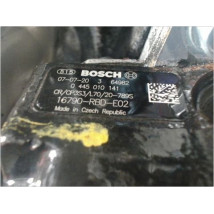 BOSCH
07-07-20 3 64982
0 445 010 141
CR/CP3S3/L70/20-789S
16790-RBD-E02
Made in Czech Republic